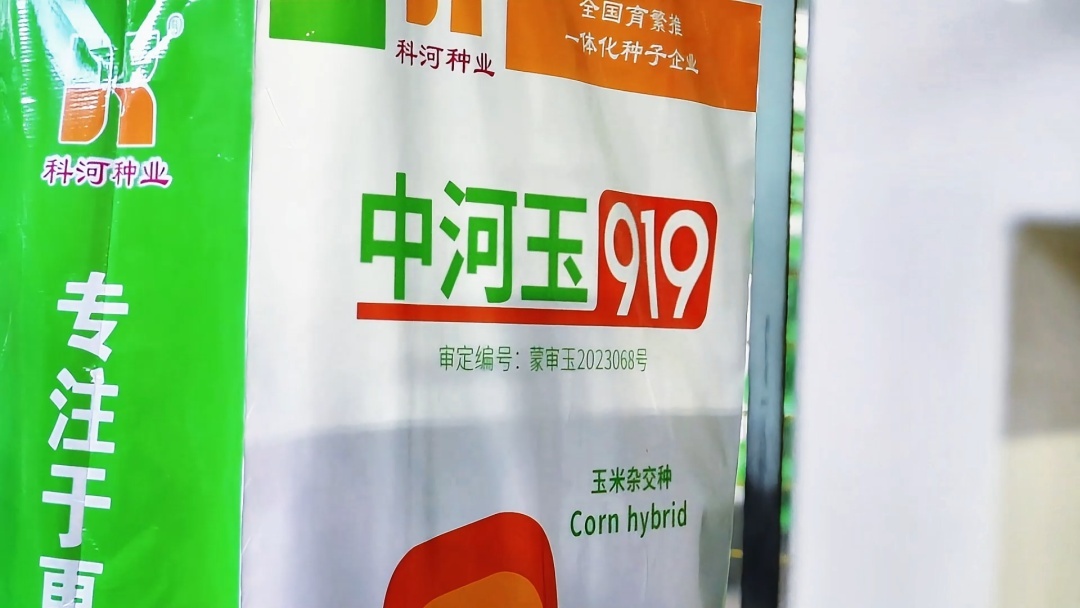 科河种业
专注于更
科河种业
全国育繁推
一体化种子企业
中河玉919
审定编号：蒙审玉2023068号
玉米杂交种
Corn hybrid